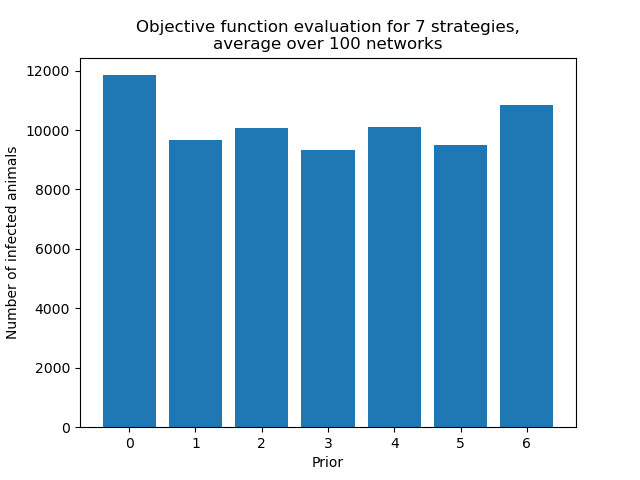 Objective function evaluation for 7 strategies,
average over 100 networks
12000
10000
8000
6000
4000
2000
0
Number of infected animals
0 1 2 3 4 5 6
Prior